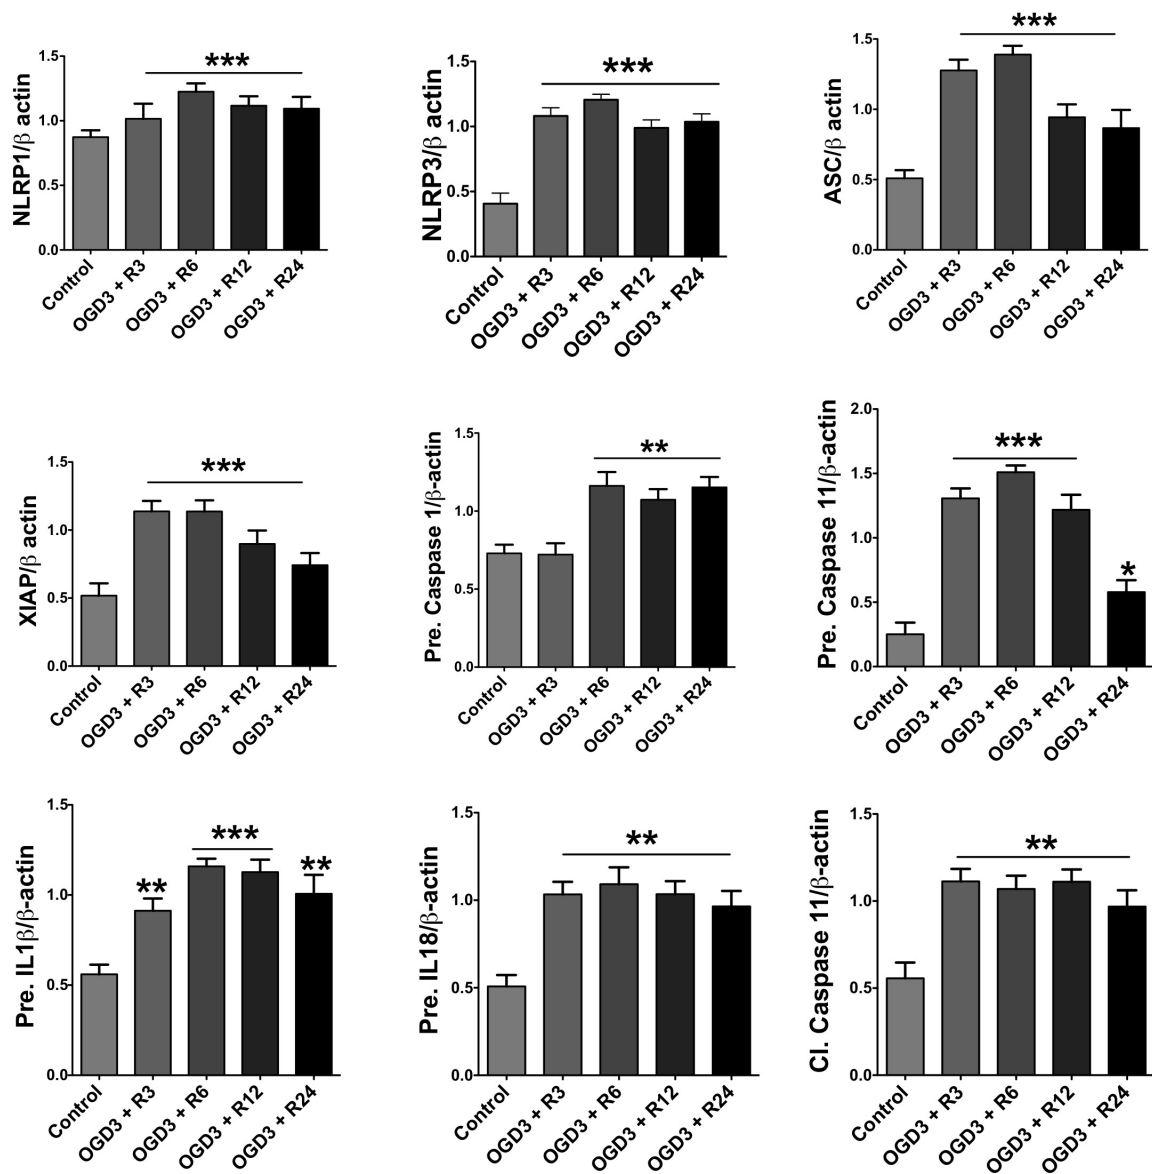 ***
NLRP1/β actin
1.5
1.0
0.5
0.0
Control
OGD3 + R3
OGD3 + R6
OGD3 + R12
OGD3 + R24
***
NLRP3/β actin
1.5
1.0
0.5
0.0
Control
OGD3 + R3
OGD3 + R6
OGD3 + R12
OGD3 + R24
***
ASC/β actin
1.5
1.0
0.5
0.0
Control
OGD3 + R3
OGD3 + R6
OGD3 + R12
OGD3 + R24
***
XIAP/β actin
1.5
1.0
0.5
0.0
Control
OGD3 + R3
OGD3 + R6
OGD3 + R12
OGD3 + R24
**
Pre. Caspase 1/β-actin
1.5
1.0
0.5
0.0
Control
OGD3 + R3
OGD3 + R6
OGD3 + R12
OGD3 + R24
***
*
Pre. Caspase 11/β-actin
2.0
1.5
1.0
0.5
0.0
Control
OGD3 + R3
OGD3 + R6
OGD3 + R12
OGD3 + R24
**
***
**
Pre. IL1β/β-actin
1.5
1.0
0.5
0.0
Control
OGD3 + R3
OGD3 + R6
OGD3 + R12
OGD3 + R24
**
Pre. IL18/β-actin
1.5
1.0
0.5
0.0
Control
OGD3 + R3
OGD3 + R6
OGD3 + R12
OGD3 + R24
**
Cl. Caspase 11/β-actin
1.5
1.0
0.5
0.0
Control
OGD3 + R3
OGD3 + R6
OGD3 + R12
OGD3 + R24